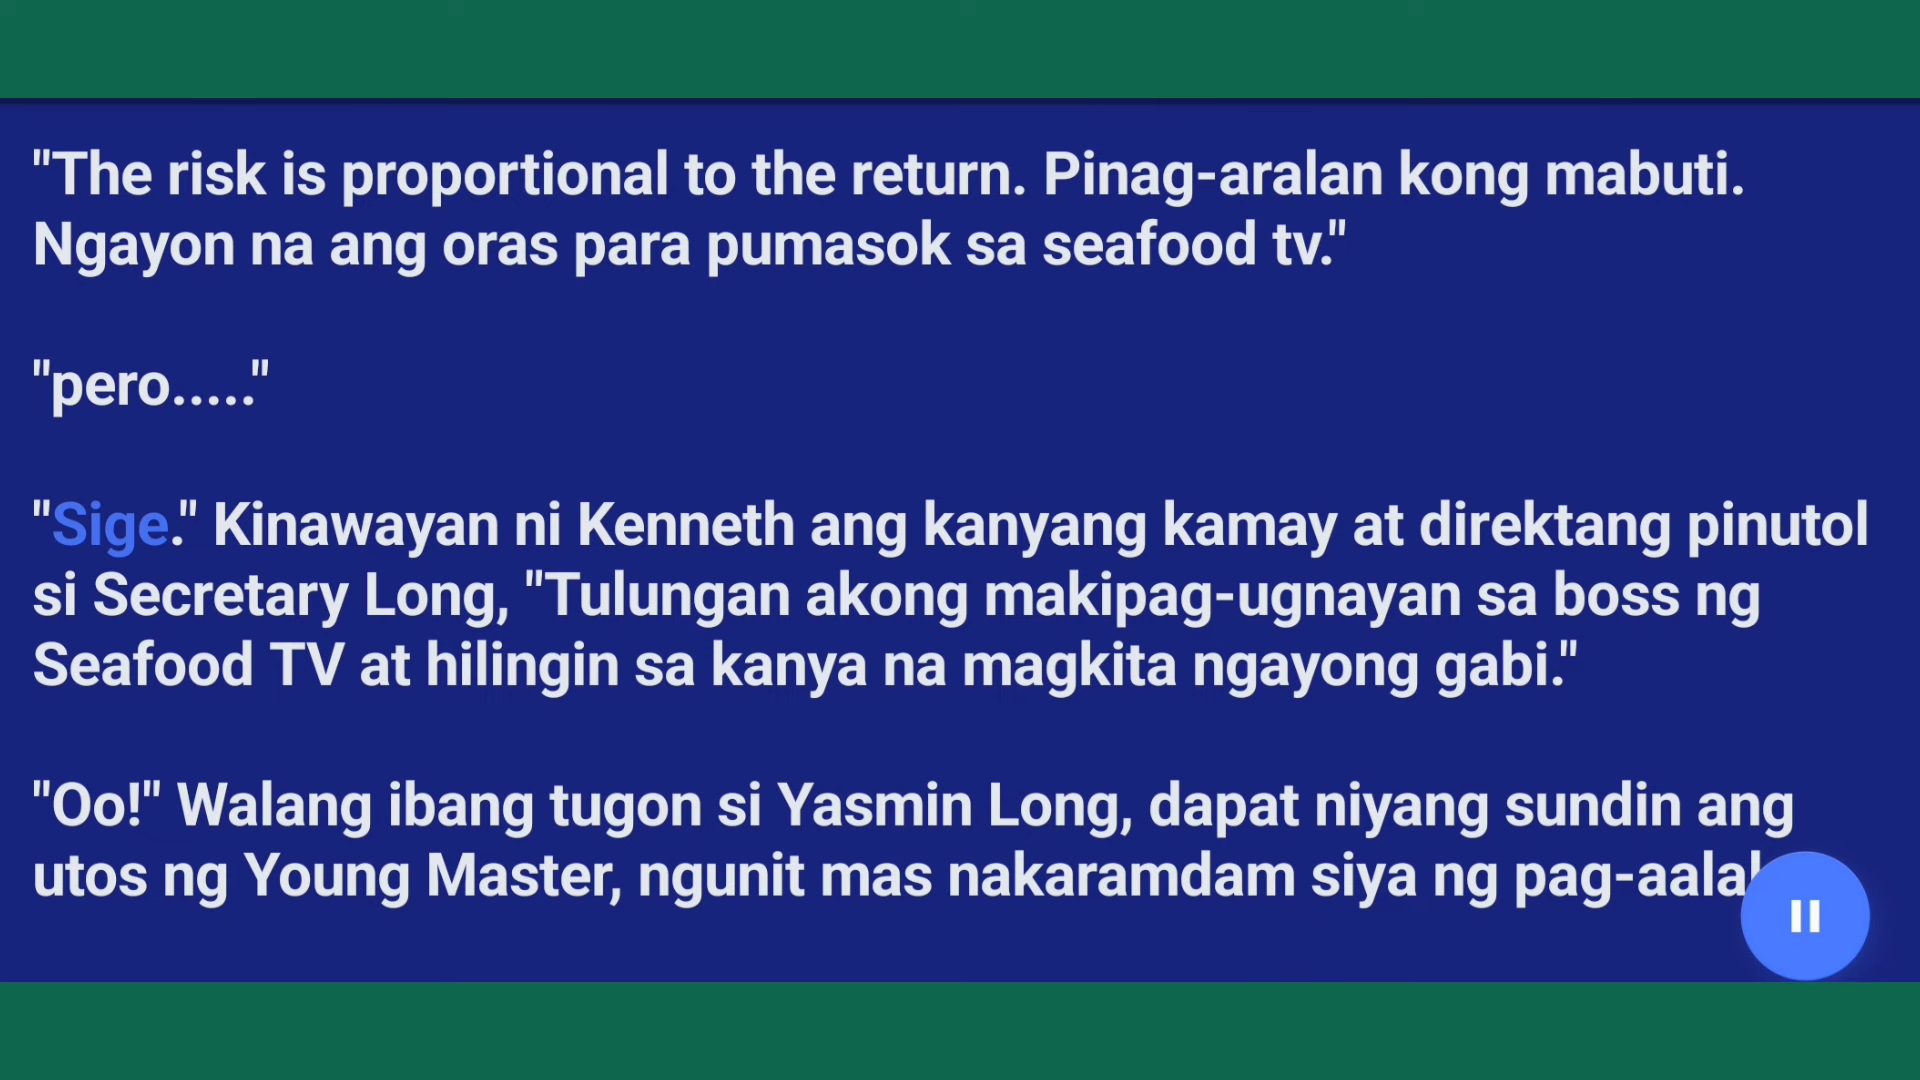 "The risk is proportional to the return. Pinag-aralan kong mabuti.
Ngayon na ang oras para pumasok sa seafood tv."
"pero....."
"Sige." Kinawayan ni Kenneth ang kanyang kamay at direktang pinutol
si Secretary Long, "Tulungan akong makipag-ugnayan sa boss ng
Seafood TV at hilingin sa kanya na magkita ngayong gabi."
"Oo!" Walang ibang tugon si Yasmin Long, dapat niyang sundin ang
utos ng Young Master, ngunit mas nakaramdam siya ng